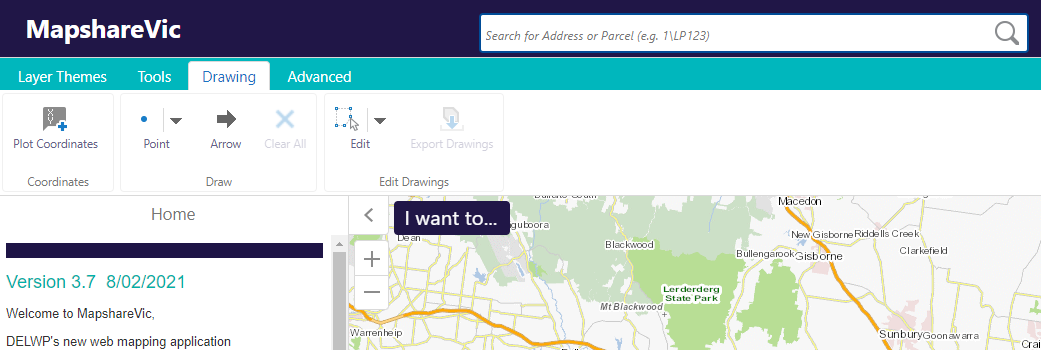 MapshareVic
Search for Address or Parcel (e.g. 1\LP123)
Layer Themes Tools Drawing Advanced
Plot Coordinates Point Arrow Clear All Edit Export Drawings
Coordinates Draw Edit Drawings
Home
I want to...
Version 3.7 8/02/2021
Welcome to MapshareVic,
DELWP's new web mapping application
Macedon
Dean
Blackwood
New Gisborne
Riddells Creek
Bullengarook
Gisborne
Clarkefield
Lerderderg
State Park
Mt Blackwood
Warrenheip
Sunbury
Goonawarra